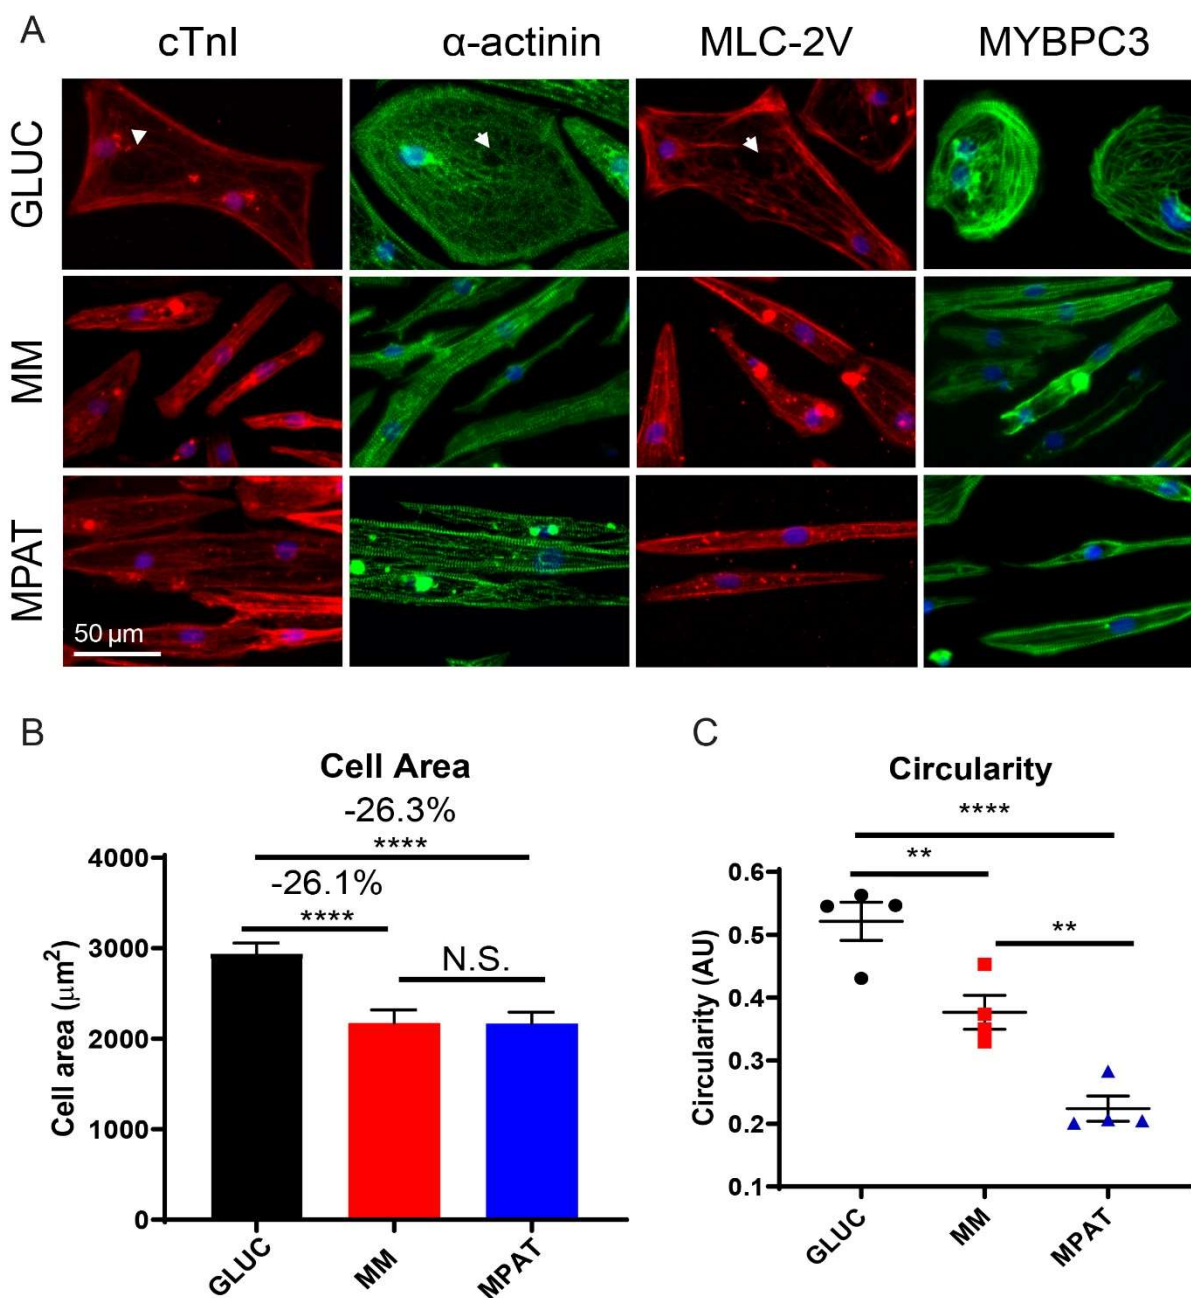 A
cTnI α-actinin MLC-2V MYBPC3
GLUC
MM
MPAT
50 µm
B
Cell Area
-26.3%
****
-26.1%
****
N.S.
Cell area (μm²)
4000
3000
2000
1000
0
GLUC MM MPAT
C
Circularity
****
**
**
Circularity (AU)
0.6
0.5
0.4
0.3
0.2
0.1
GLUC MM MPAT